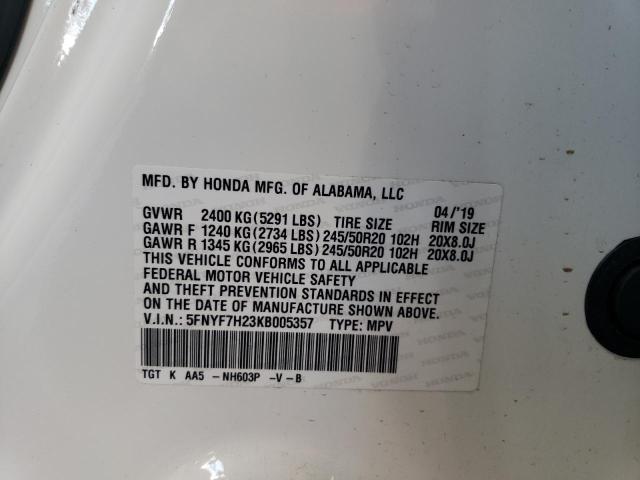 MFD. BY HONDA MFG. OF ALABAMA, LLC
04/'19
GVWR 2400 KG(5291 LBS) TIRE SIZE RIM SIZE
GAWR F 1240 KG(2734 LBS)245/50R20 102H 20X8.0J
GAWR R 1345 KG(2965 LBS)245/50R20 102H 20X8.0J
THIS VEHICLE CONFORMS TO ALL APPLICABLE
FEDERAL MOTOR VEHICLE SAFETY
AND THEFT PREVENTION STANDARDS IN EFFECT
ON THE DATE OF MANUFACTURE SHOWN ABOVE.
V.I.N.: 5FNYF7H23KB005357 TYPE: MPV
TGT K AA5 - NH603P -V-B